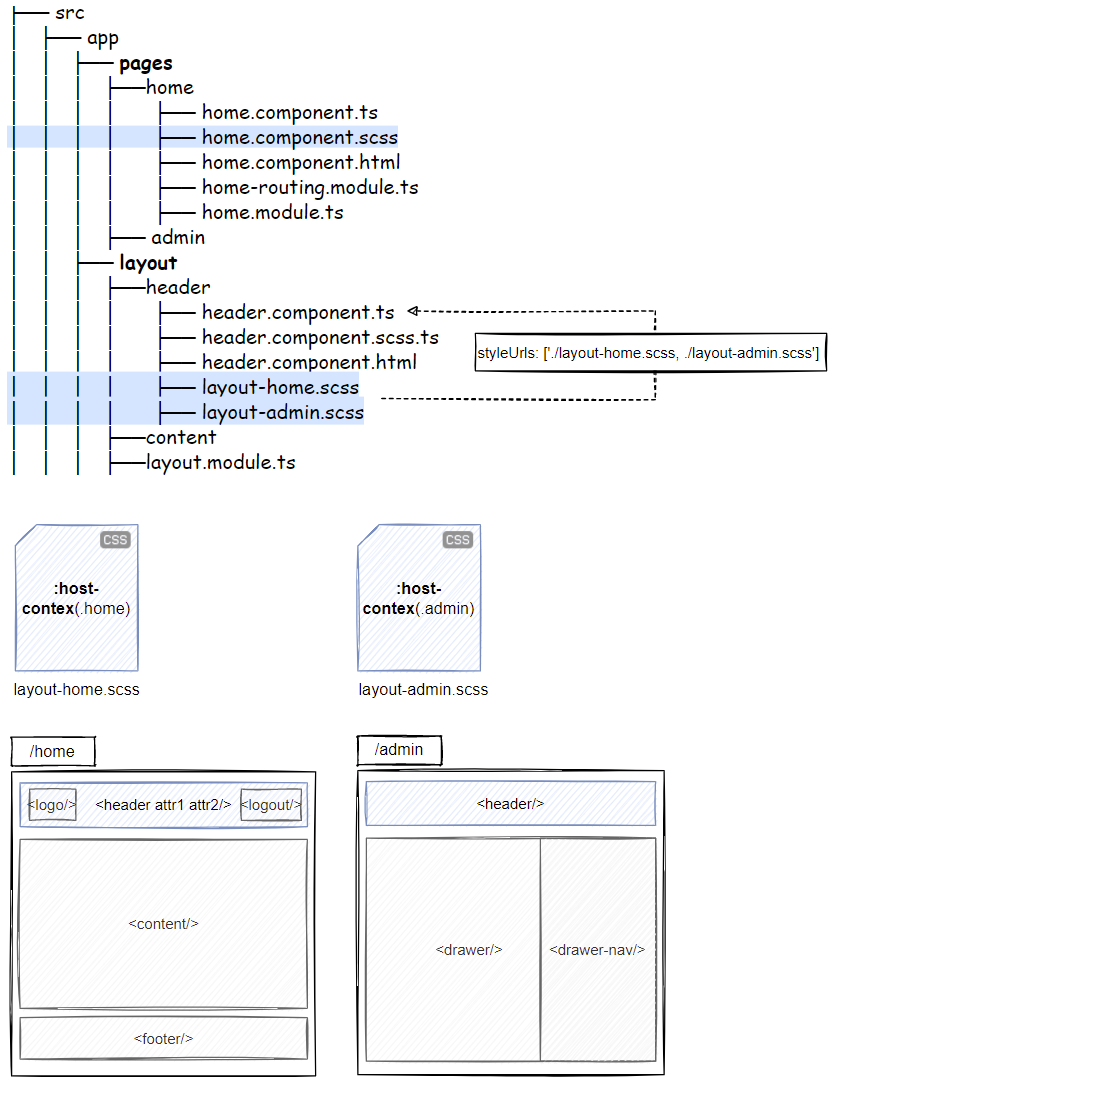 src
app
pages
home
home.component.ts
home.component.scss
home.component.html
home-routing.module.ts
home.module.ts
admin
layout
header
header.component.ts
header.component.scss.ts
header.component.html
layout-home.scss
layout-admin.scss
content
layout.module.ts
styleUrls: ['./layout-home.scss, ./layout-admin.scss']
CSS
:host-
contex(.home)
layout-home.scss
CSS
:host-
contex(.admin)
layout-admin.scss
/home
<logo/> <header attr1 attr2/> <logout/>
<content/>
<footer/>
/admin
<header/>
<drawer/> <drawer-nav/>